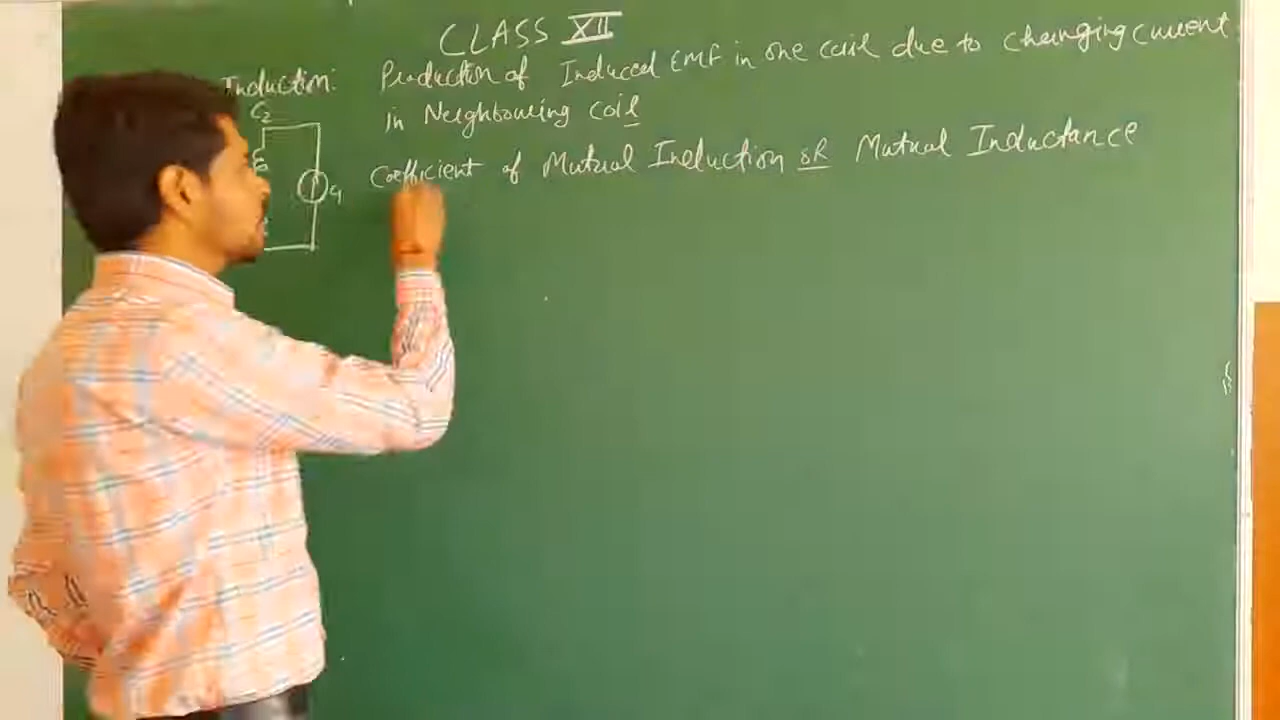 CLASS XII
Induction: Production of Induced EMF in one coil due to changing current
in Neighbouring coil
C2
Coefficient of Mutual Induction OR Mutual Inductance
G